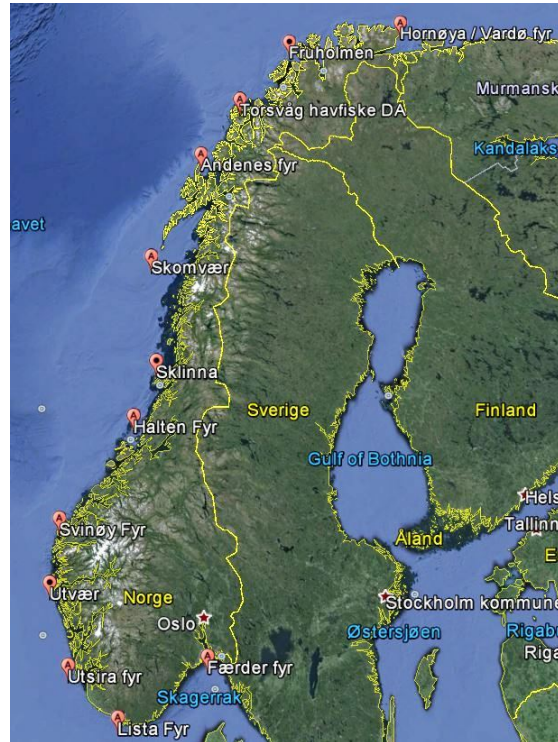 Hornøya / Vardø fyr
Fruholmen
Murmansk
Torsvåg havfiske DA
Kandalaks
Andenes fyr
avet
Skomvær
Sklinna
Sverige
Finland
Halten Fyr
Gulf of Bothnia
Hels
Svinøy Fyr
Tallinn
Åland
E
Utvær
Norge
Stockholm kommune
Oslo
Østersjøen
Rigabu
Riga
Færder fyr
Utsira fyr
Skagerrak
Lista Fyr